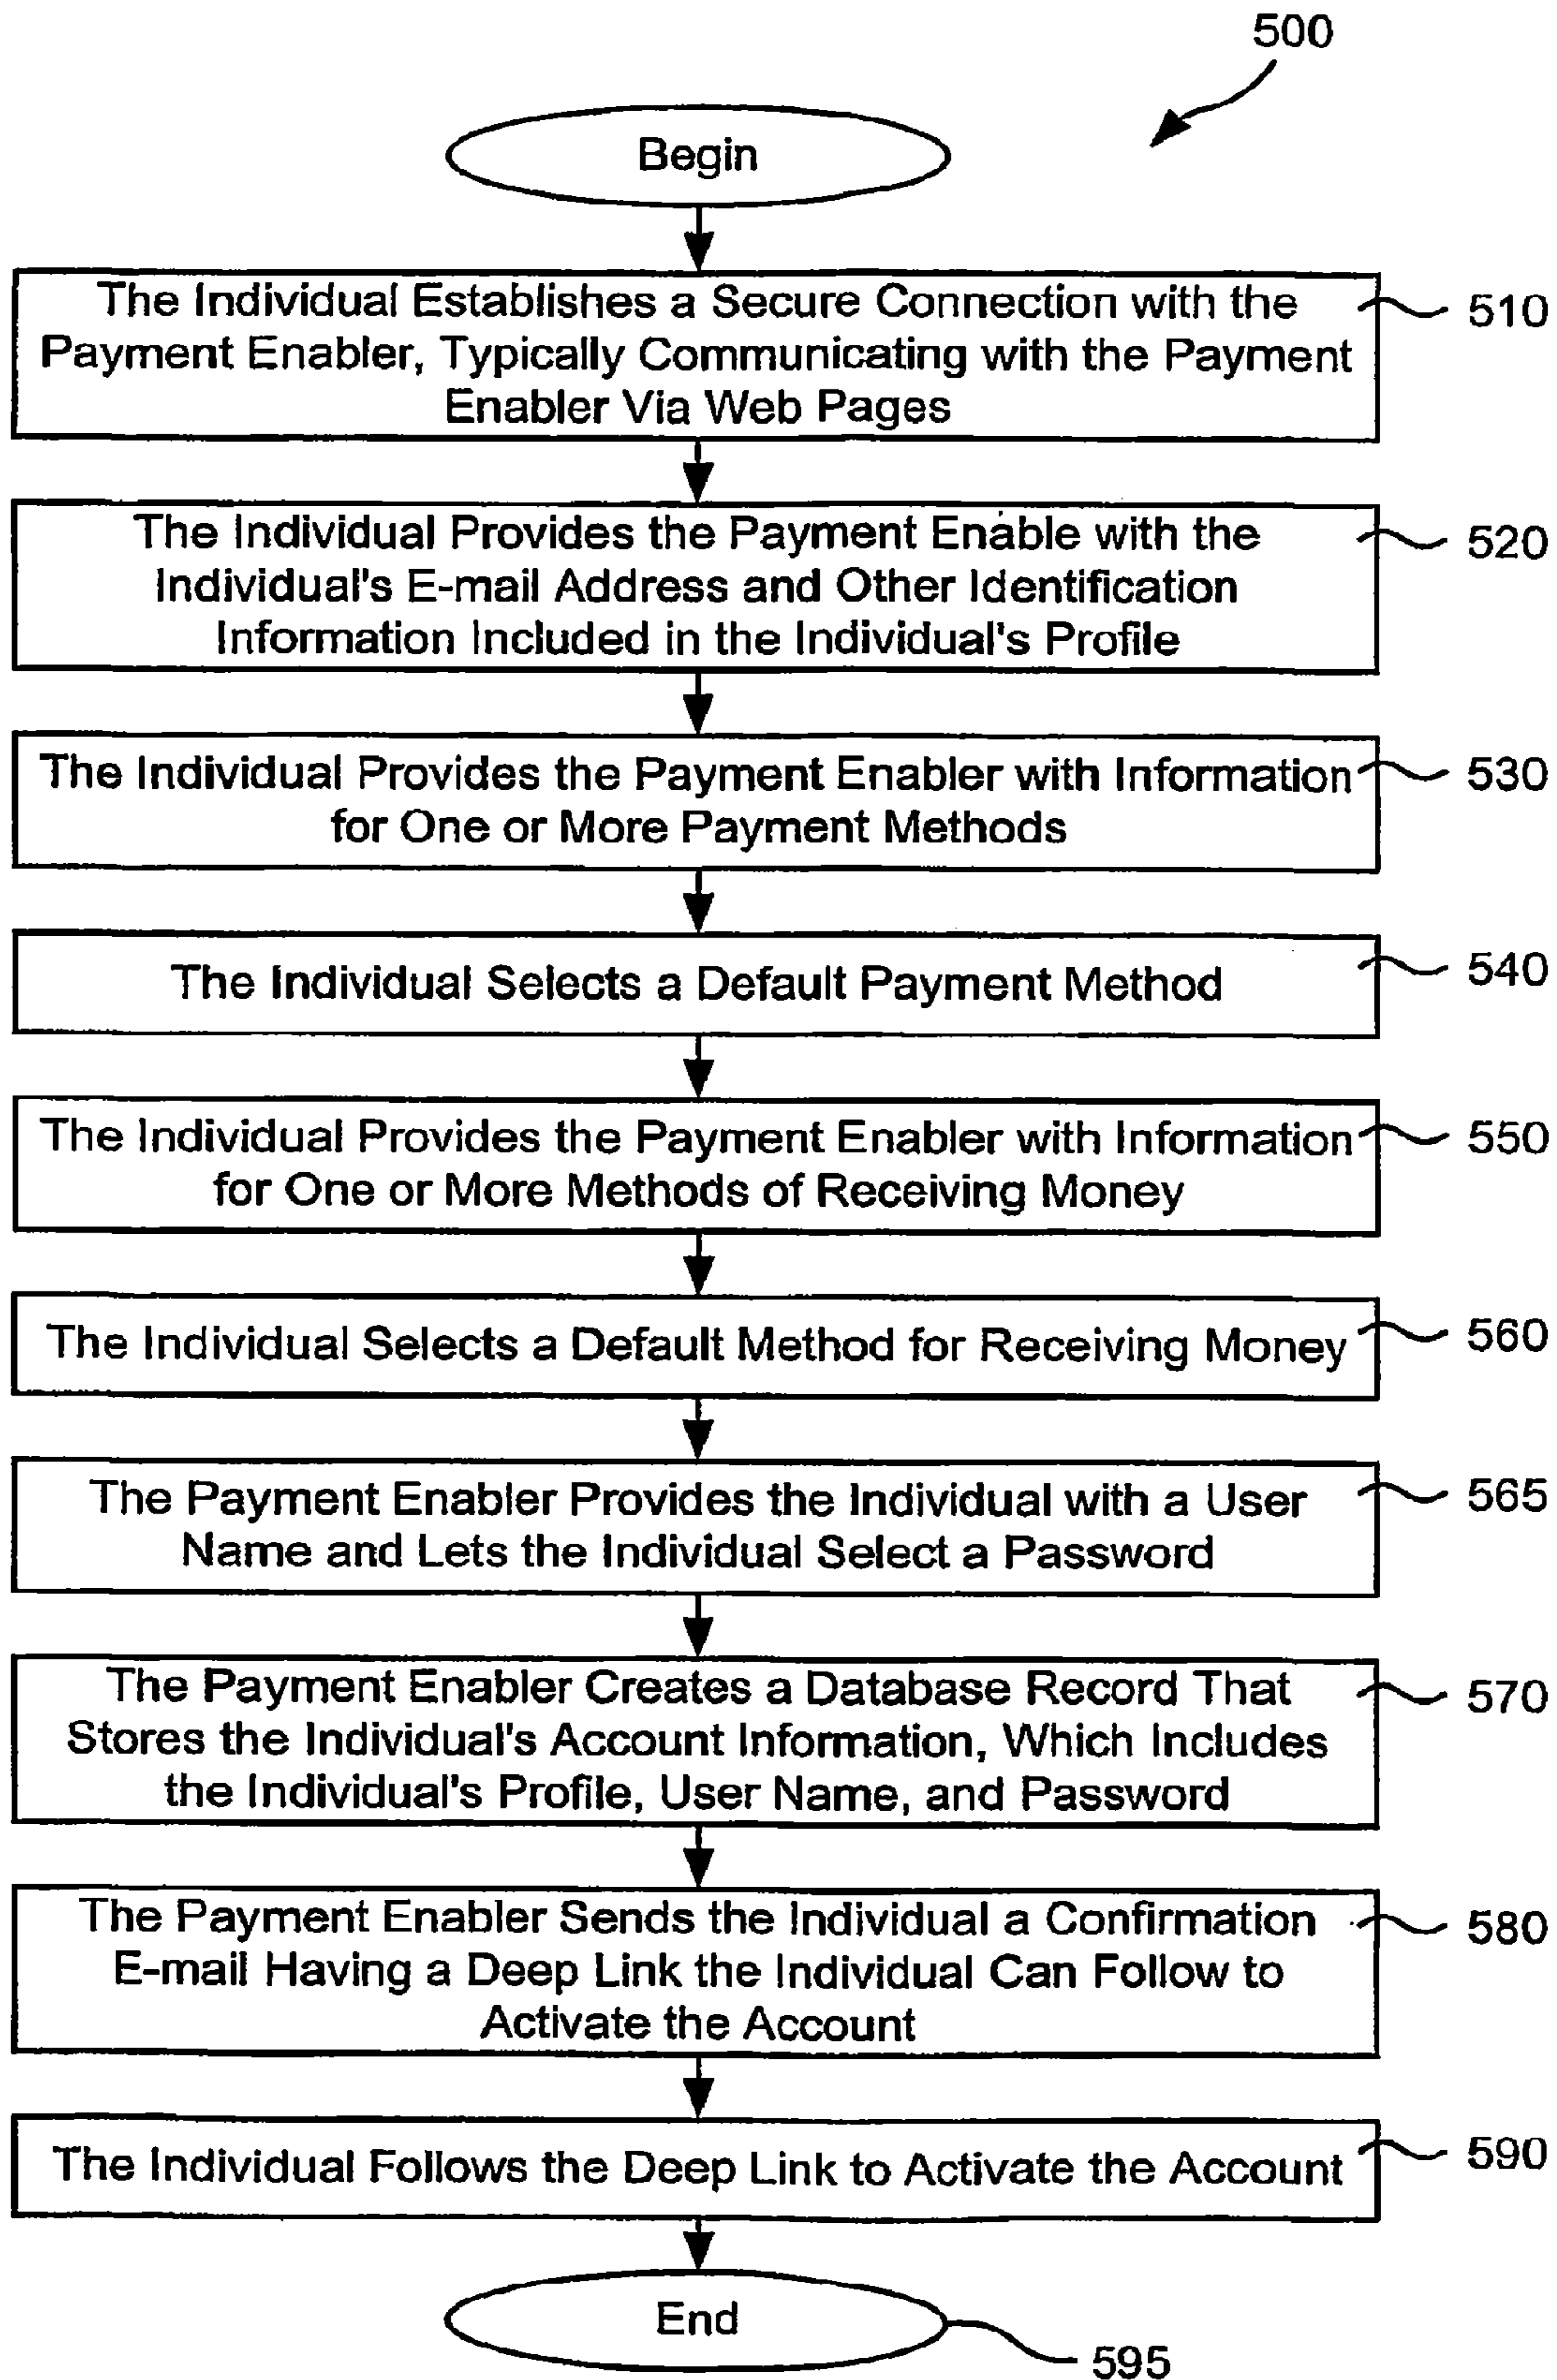 500
Begin
The Individual Establishes a Secure Connection with the
Payment Enabler, Typically Communicating with the Payment
Enabler Via Web Pages
510
The Individual Provides the Payment Enable with the
Individual's E-mail Address and Other Identification
Information Included in the Individual's Profile
520
The Individual Provides the Payment Enabler with Information
for One or More Payment Methods
530
The Individual Selects a Default Payment Method
540
The Individual Provides the Payment Enabler with Information
for One or More Methods of Receiving Money
550
The Individual Selects a Default Method for Receiving Money
560
The Payment Enabler Provides the Individual with a User
Name and Lets the Individual Select a Password
565
The Payment Enabler Creates a Database Record That
Stores the Individual's Account Information, Which Includes
the Individual's Profile, User Name, and Password
570
The Payment Enabler Sends the Individual a Confirmation
E-mail Having a Deep Link the Individual Can Follow to
Activate the Account
580
The Individual Follows the Deep Link to Activate the Account
590
End
595